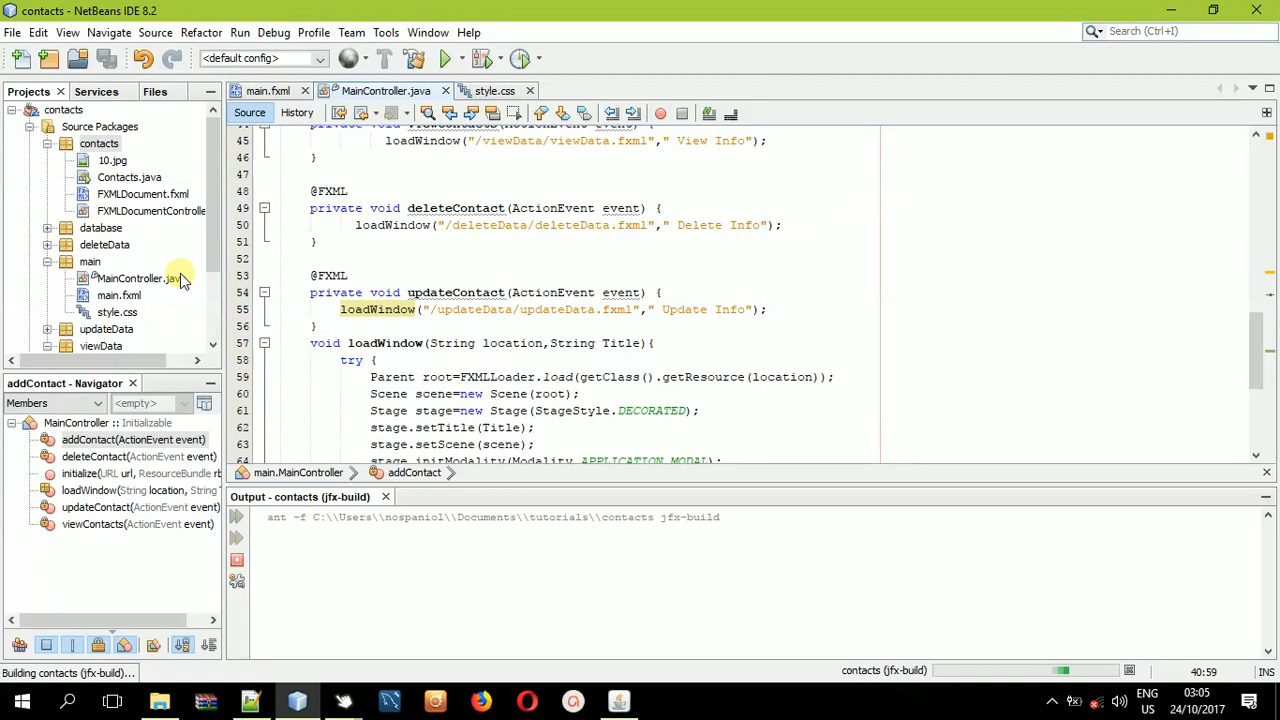 contacts - NetBeans IDE 8.2
File Edit View Navigate Source Refactor Run Debug Profile Team Tools Window Help
Search (Ctrl+I)
<default config>
Projects Services Files
main.fxml MainController.java style.css
Source History
contacts
Source Packages
contacts
10.jpg
Contacts.java
FXMLDocument.fxml
FXMLDocumentControlle
database
deleteData
main
MainController.jav
main.fxml
style.css
updateData
viewData
45 loadWindow("/viewData/viewData.fxml"," View Info");
46 }
47
48 @FXML
49 private void deleteContact(ActionEvent event) {
50 loadWindow("/deleteData/deleteData.fxml"," Delete Info");
51 }
52
53 @FXML
54 private void updateContact(ActionEvent event) {
55 loadWindow("/updateData/updateData.fxml"," Update Info");
56 }
57 void loadWindow(String location,String Title){
58 try {
59 Parent root=FXMLLoader.load(getClass().getResource(location));
60 Scene scene=new Scene(root);
61 Stage stage=new Stage(StageStyle.DECORATED);
62 stage.setTitle(Title);
63 stage.setScene(scene);
64 stage.initModality(Modality.APPLICATION_MODAL);
main.MainController addContact
addContact - Navigator
Members <empty>
MainController :: Initializable
addContact(ActionEvent event)
deleteContact(ActionEvent event)
initialize(URL url, ResourceBundle rb
loadWindow(String location, String T
updateContact(ActionEvent event)
viewContacts(ActionEvent event)
Output - contacts (jfx-build)
ant -f C:\\Users\\nospaniol\\Documents\\tutorials\\contacts jfx-build
Building contacts (jfx-build)...
contacts (jfx-build)
40:59 INS
ENG
US
03:05
24/10/2017